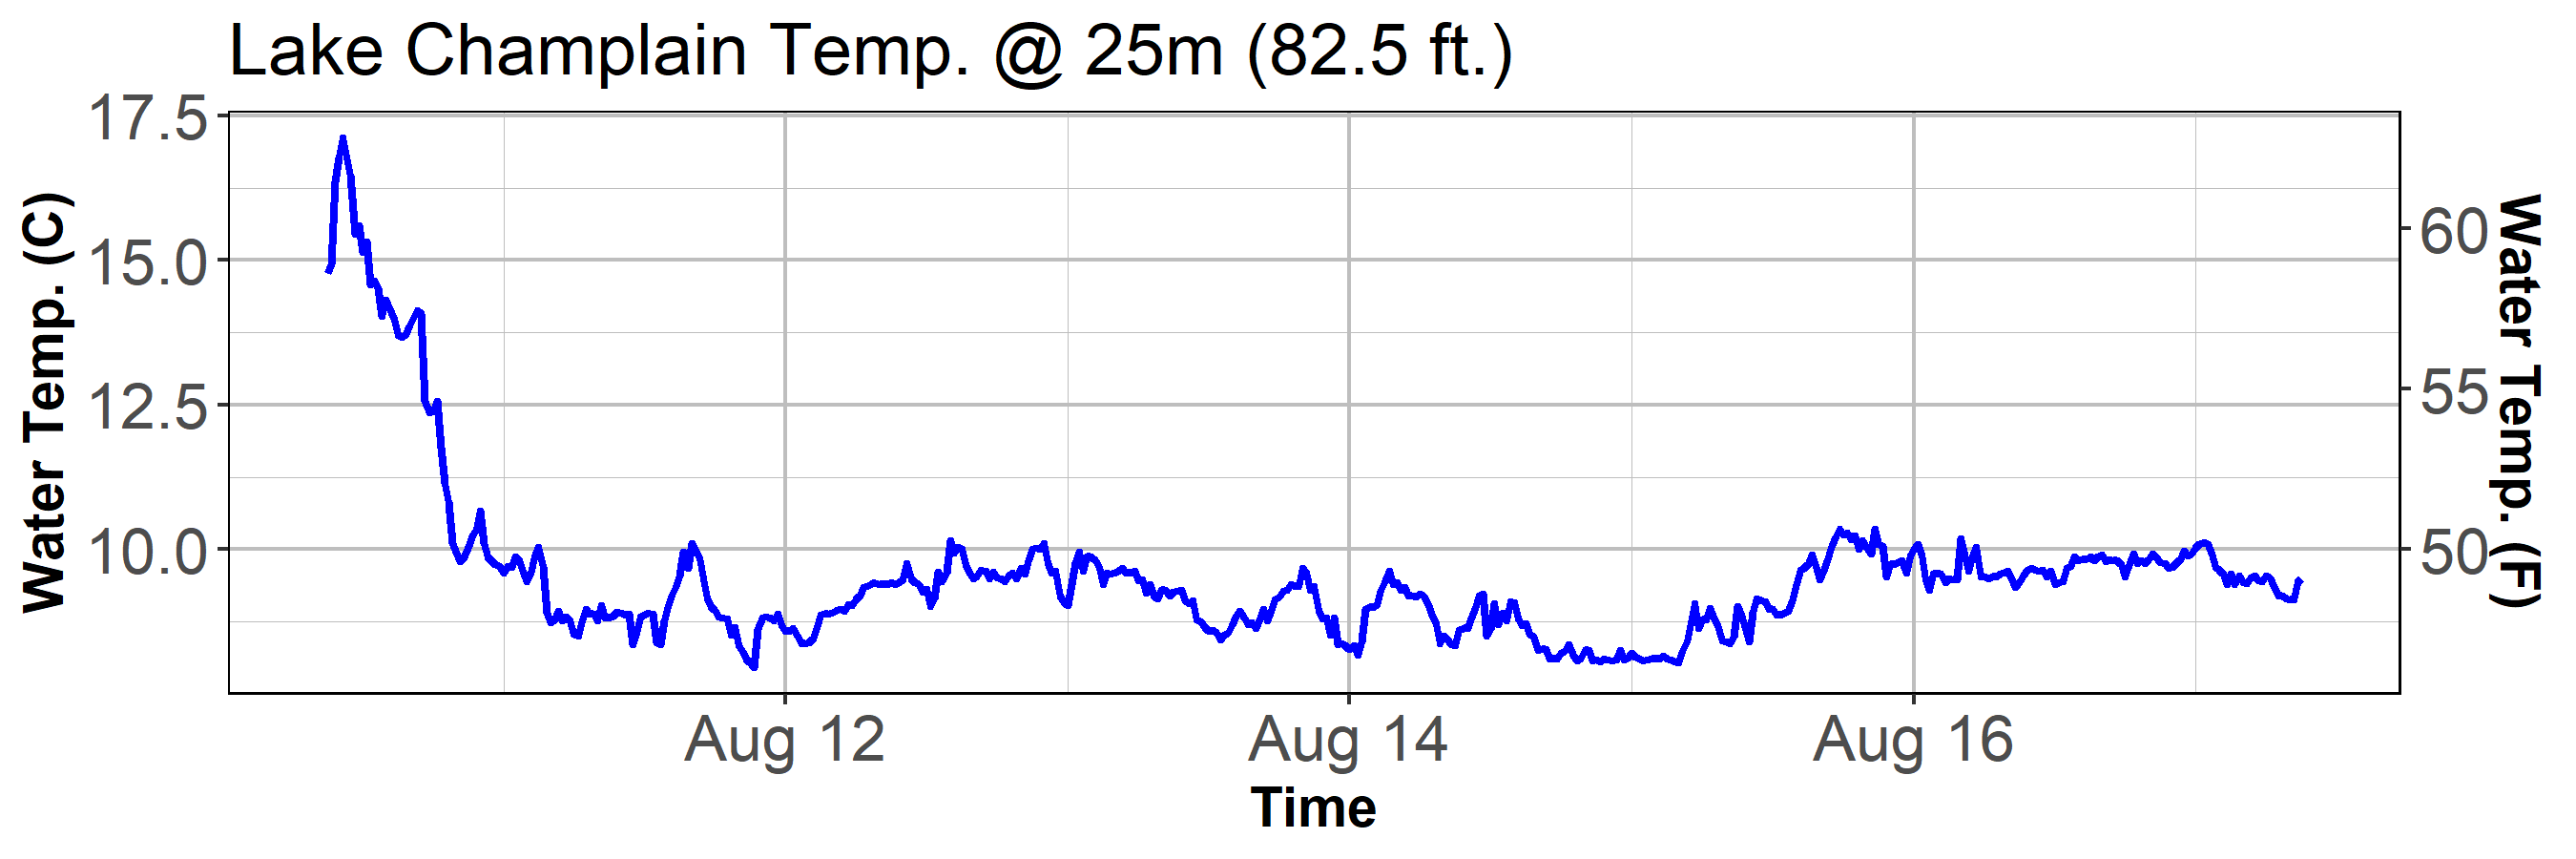 Lake Champlain Temp. @ 25m (82.5 ft.)
Water Temp. (C)
17.5
15.0
12.5
10.0
60
55
50
Water Temp. (F)
Aug 12
Aug 14
Aug 16
Time